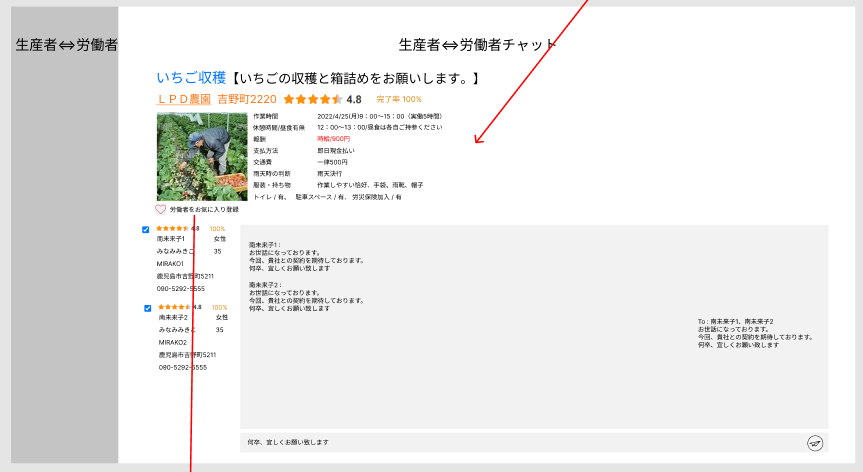 生産者⇔労働者
生産者⇔労働者チャット
いちご収穫【いちごの収穫と箱詰めをお願いします。】
ＬＰＤ農園 吉野町2220 4.8 完了率 100%
作業時間 2022/4/25(月)9：00～15：00（実働5時間）
休憩時間/昼食有無 12：00～13：00/昼食は各自ご持参ください
報酬 時給/900円
支払方法 即日現金払い
交通費 一律500円
雨天時の判断 雨天決行
服装・持ち物 作業しやすい恰好、手袋、雨靴、帽子
トイレ / 有、 駐車スペース / 有、 労災保険加入 / 有
労働者をお気に入り登録
4.8 100%
南未来子1 女性
みなみみきこ 35
MIRAKO1
鹿児島市吉野町5211
090-5292-5555
4.8 100%
南未来子2 女性
みなみみきこ 35
MIRAKO2
鹿児島市吉野町5211
090-5292-5555
南未来子1：
お世話になっております。
今回、貴社との契約を期待しております。
何卒、宜しくお願い致します
南未来子2：
お世話になっております。
今回、貴社との契約を期待しております。
何卒、宜しくお願い致します
To : 南未来子1、南未来子2
お世話になっております。
今回、貴社との契約を期待しております。
何卒、宜しくお願い致します
何卒、宜しくお願い致します